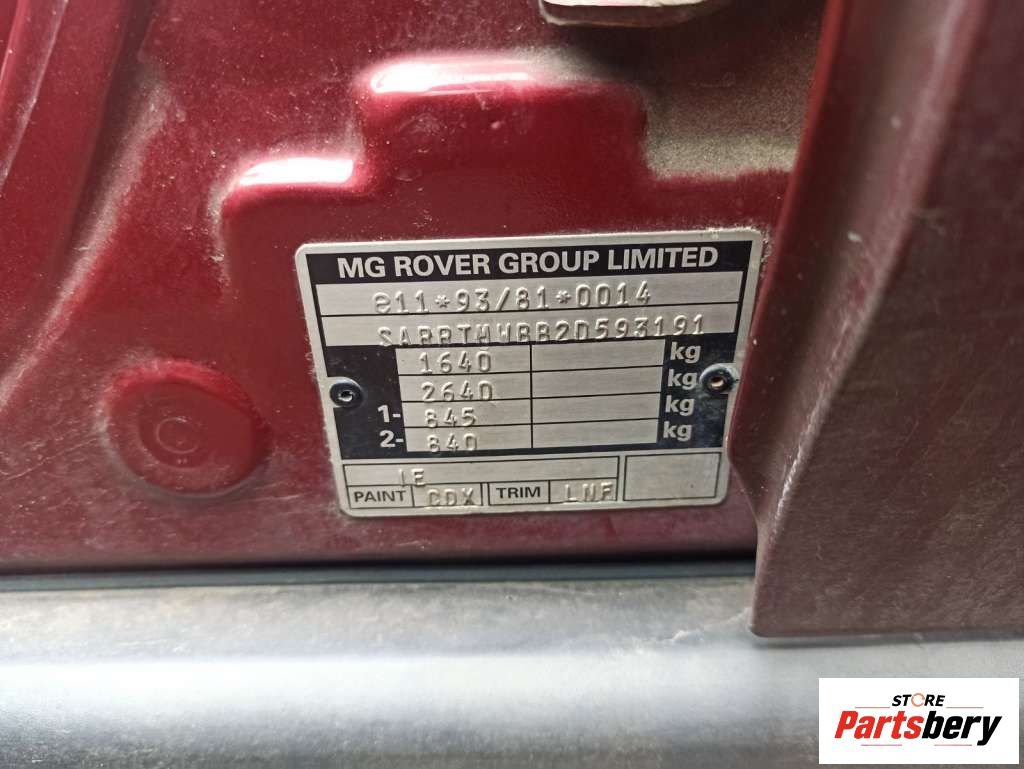 MG ROVER GROUP LIMITED
e11*93/81*0014
SARRTMWBB2D593191
1640 kg
2640 kg
1- 845 kg
2- 840 kg
IE
PAINT CDX TRIM LNF
STORE
Partsbery